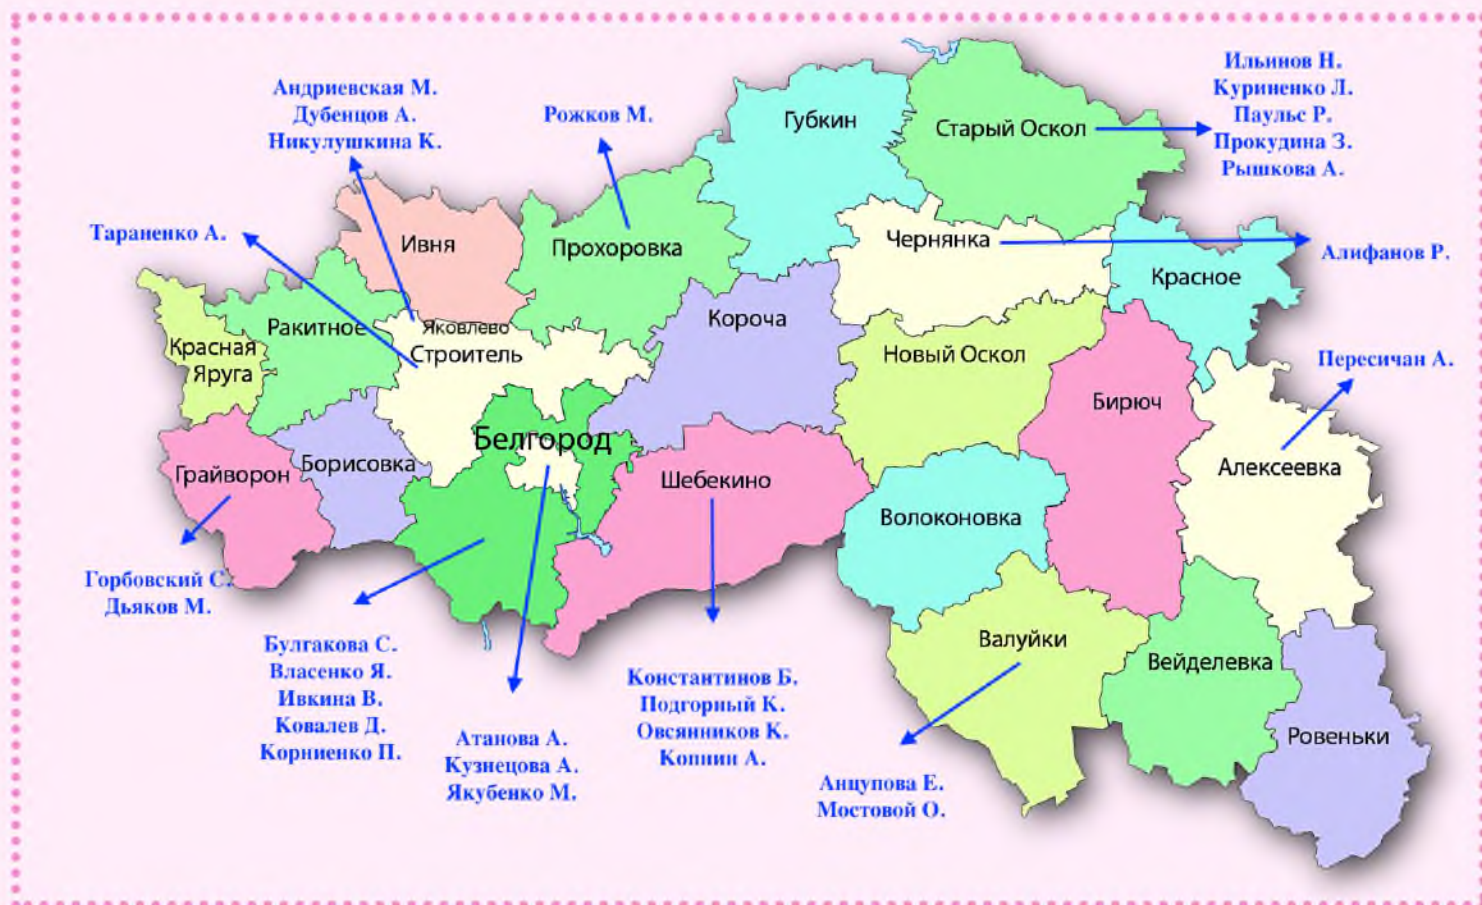 Ильинов Н.
Андриевская М.
Куриненко Л.
Дубенцов А.
Рожков М.
Губкин
Старый Оскол
Паульс Р.
Никулушкина К.
Прокудина З.
Рышкова А.
Тараненко А.
Ивня
Прохоровка
Чернянка
Алифанов Р.
Красное
Ракитное
Яковлево
Короча
Красная
Яруга
Строитель
Новый Оскол
Пересичан А.
Бирюч
Белгород
Грайворон
Борисовка
Шебекино
Алексеевка
Волоконовка
Горбовский С.
Дьяков М.
Булгакова С.
Власенко Я.
Ивкина В.
Ковалев Д.
Корниенко П.
Атанова А.
Кузнецова А.
Якубенко М.
Константинов Б.
Подгорный К.
Овсянников К.
Копнин А.
Валуйки
Вейделевка
Ровеньки
Анцупова Е.
Мостовой О.